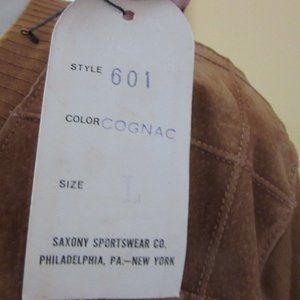 STYLE 601
COLOR COGNAC
SIZE L
SAXONY SPORTSWEAR CO.
PHILADELPHIA, PA.—NEW YORK